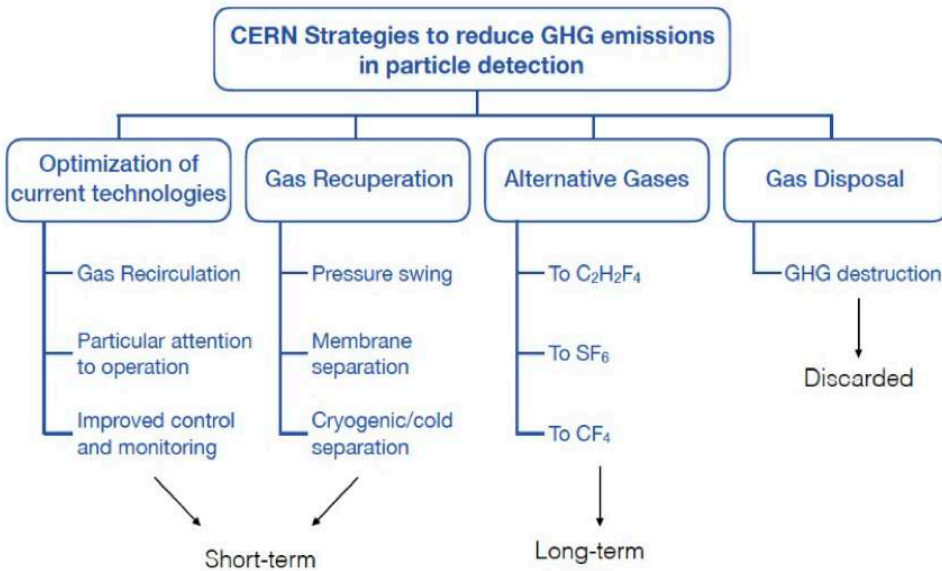 CERN Strategies to reduce GHG emissions
in particle detection
Optimization of
current technologies
Gas Recuperation
Alternative Gases
Gas Disposal
Gas Recirculation
Particular attention
to operation
Improved control
and monitoring
Pressure swing
Membrane
separation
Cryogenic/cold
separation
To C₂H₂F₄
To SF₆
To CF₄
GHG destruction
Discarded
Short-term
Long-term